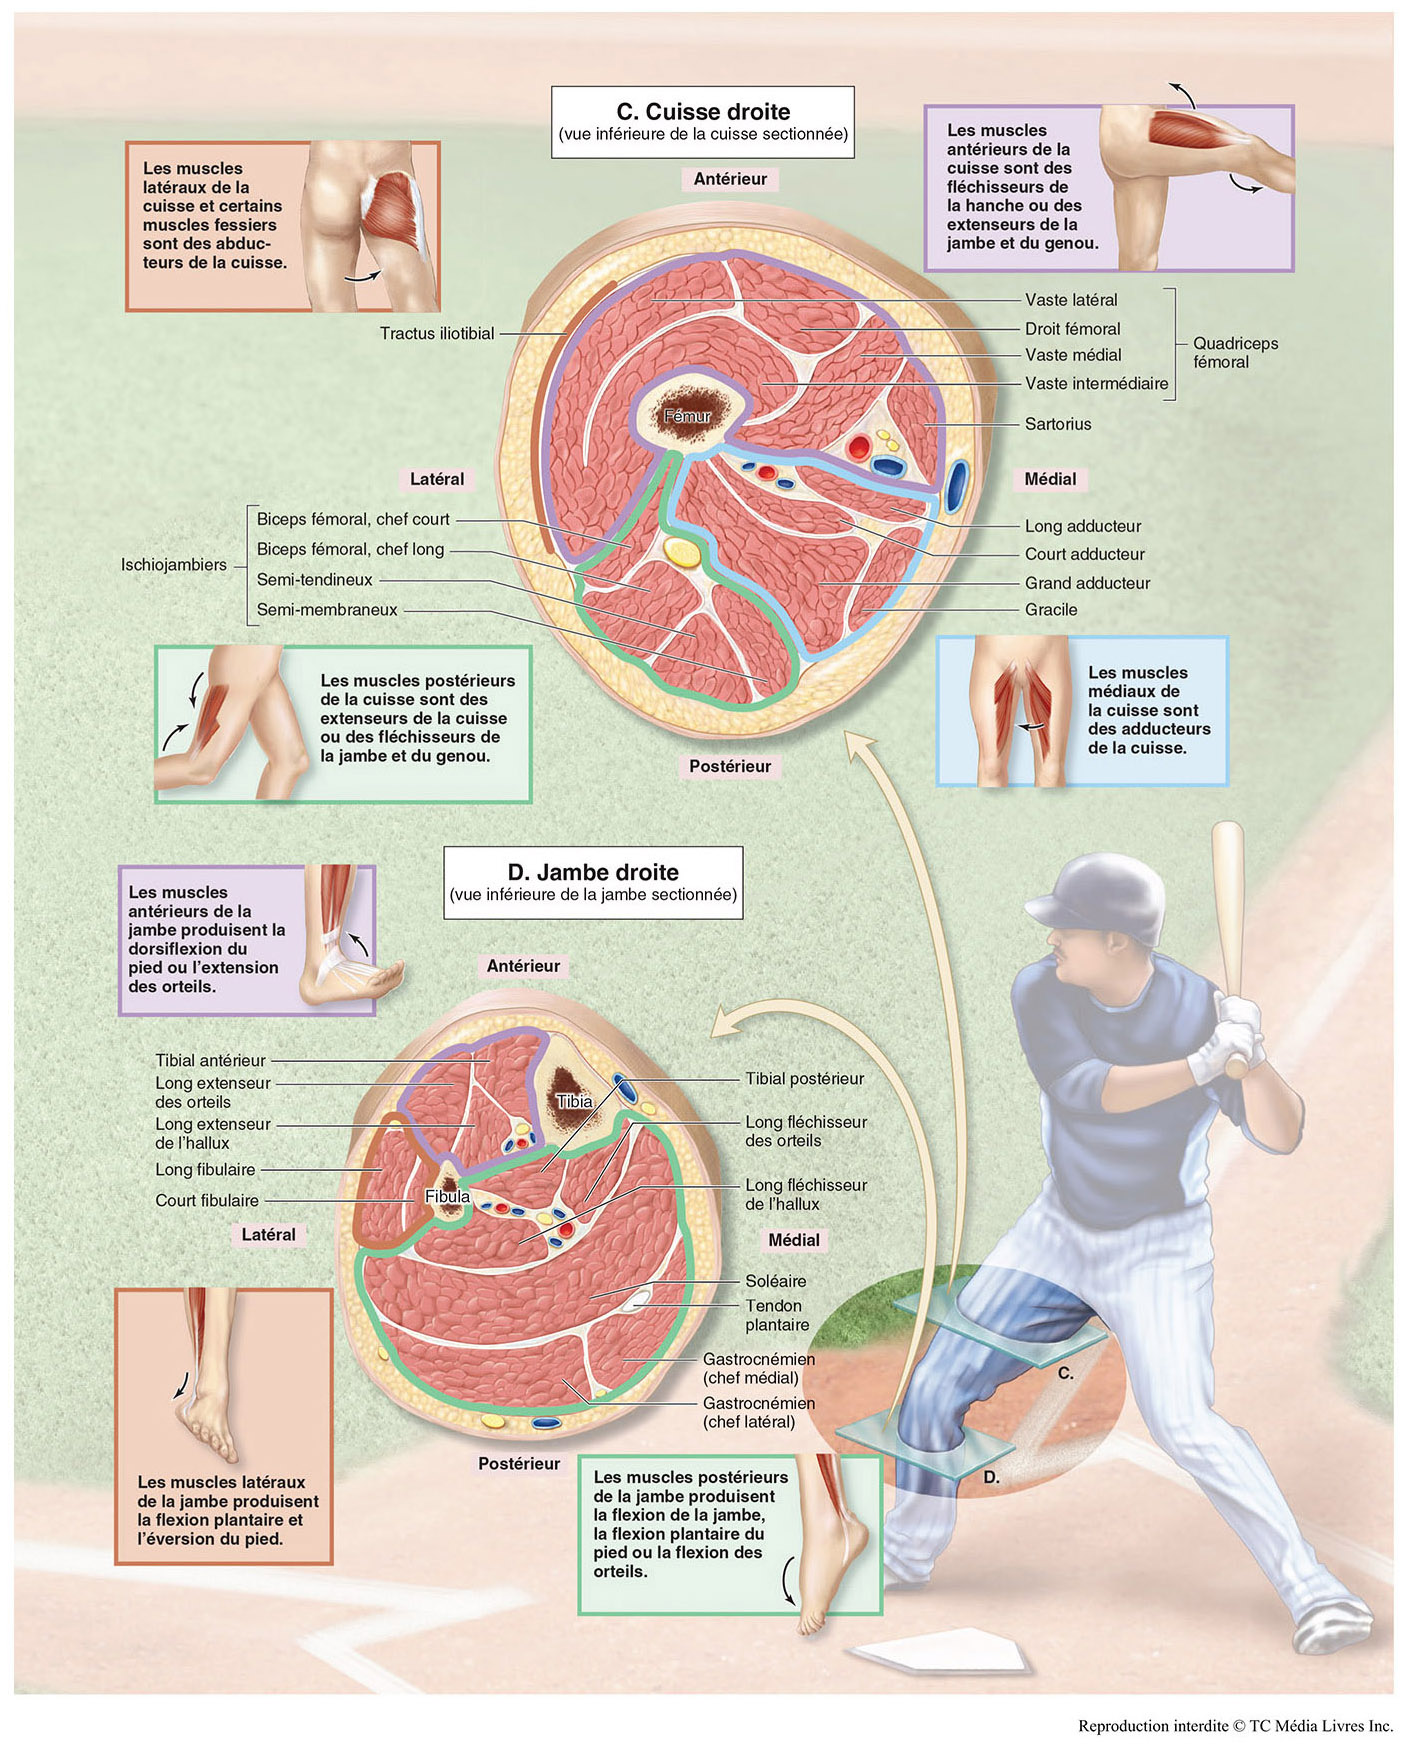 C. Cuisse droite
(vue inférieure de la cuisse sectionnée)
Antérieur
Les muscles
latéraux de la
cuisse et certains
muscles fessiers
sont des abduc-
teurs de la cuisse.
Les muscles
antérieurs de la
cuisse sont des
fléchisseurs de
la hanche ou des
extenseurs de la
jambe et du genou.
Tractus iliotibial
Vaste latéral
Droit fémoral
Vaste médial
Vaste intermédiaire
Quadriceps
fémoral
Sartorius
Fémur
Latéral
Médial
Ischiojambiers
Biceps fémoral, chef court
Biceps fémoral, chef long
Semi-tendineux
Semi-membraneux
Long adducteur
Court adducteur
Grand adducteur
Gracile
Les muscles postérieurs
de la cuisse sont des
extenseurs de la cuisse
ou des fléchisseurs de
la jambe et du genou.
Les muscles
médiaux de
la cuisse sont
des adducteurs
de la cuisse.
Postérieur
D. Jambe droite
(vue inférieure de la jambe sectionnée)
Les muscles
antérieurs de la
jambe produisent la
dorsiflexion du
pied ou l'extension
des orteils.
Antérieur
Tibial antérieur
Long extenseur
des orteils
Long extenseur
de l'hallux
Long fibulaire
Court fibulaire
Latéral
Tibia
Fibula
Tibial postérieur
Long fléchisseur
des orteils
Long fléchisseur
de l'hallux
Médial
Soléaire
Tendon
plantaire
Gastrocnémien
(chef médial)
Gastrocnémien
(chef latéral)
Postérieur
Les muscles latéraux
de la jambe produisent
la flexion plantaire et
l'éversion du pied.
Les muscles postérieurs
de la jambe produisent
la flexion de la jambe,
la flexion plantaire du
pied ou la flexion des
orteils.
C.
D.
Reproduction interdite © TC Média Livres Inc.